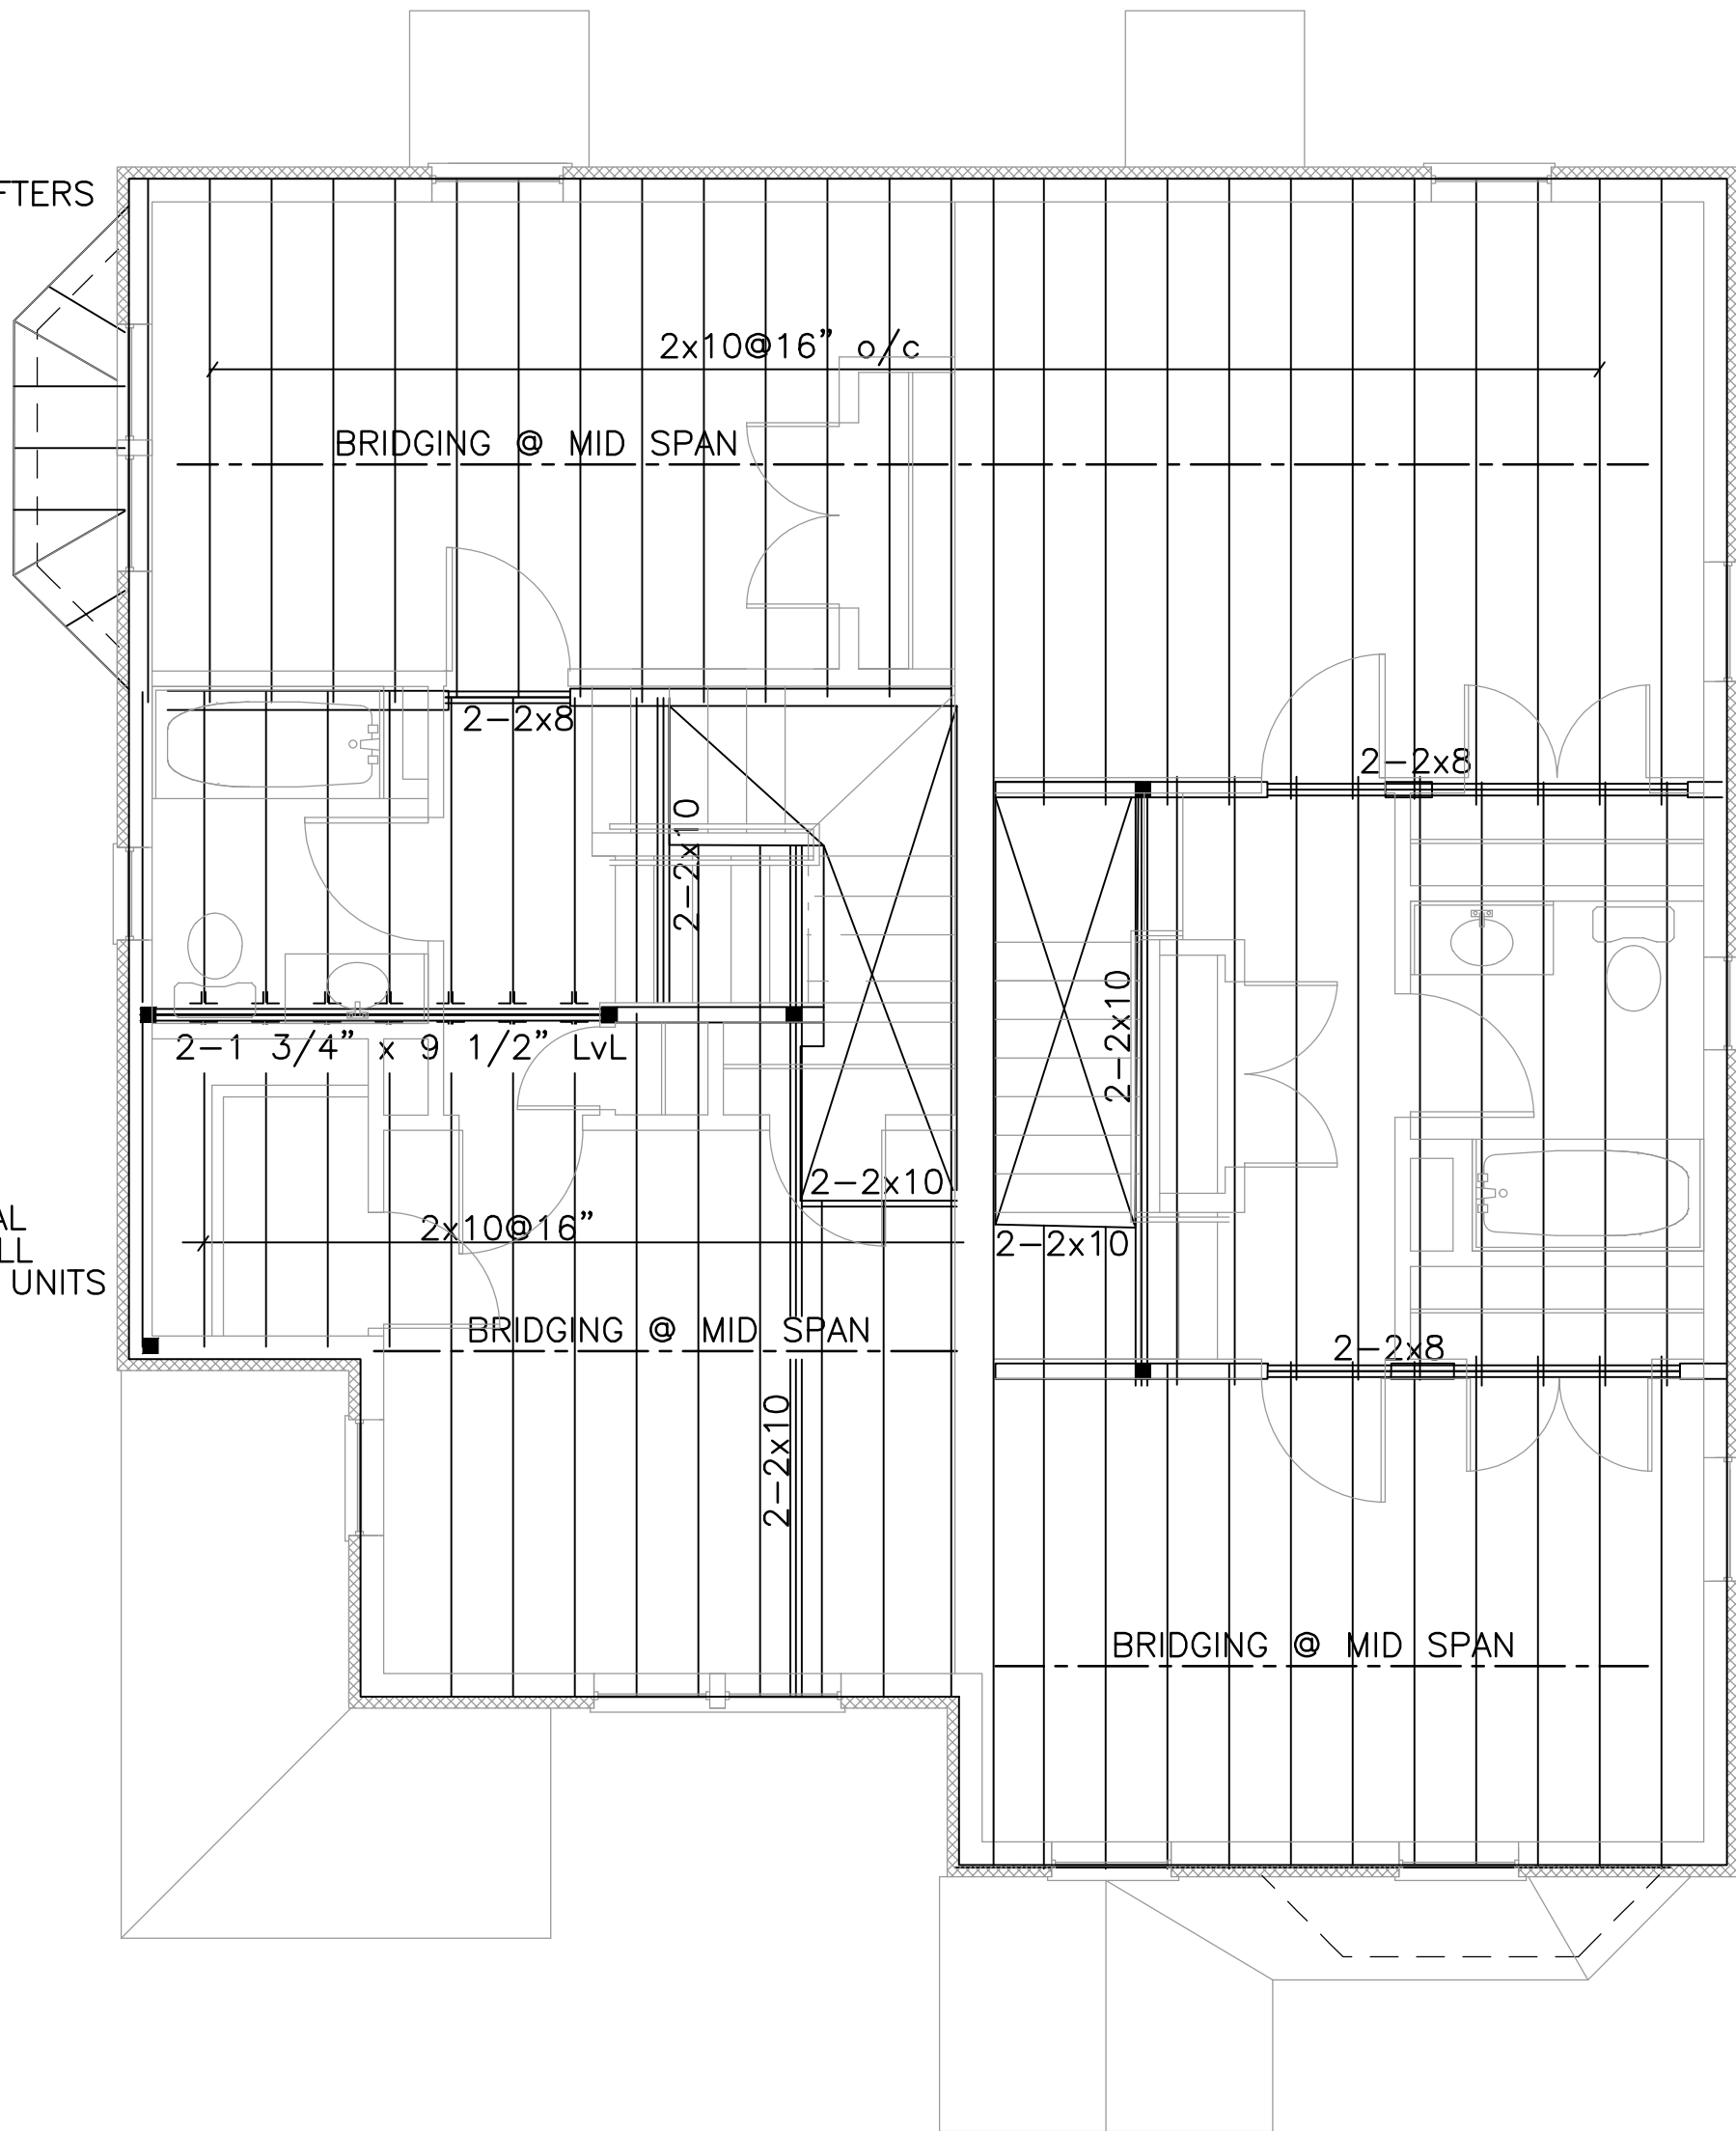 FTERS
2x10@16” o/c
BRIDGING @ MID SPAN
2-2x8
2-2x8
2-2x10
2-2x10
2-1 3/4” x 9 1/2” LvL
2-2x10
AL
LL
UNITS
2x10@16”
2-2x10
BRIDGING @ MID SPAN
2-2x8
2-2x10
BRIDGING @ MID SPAN